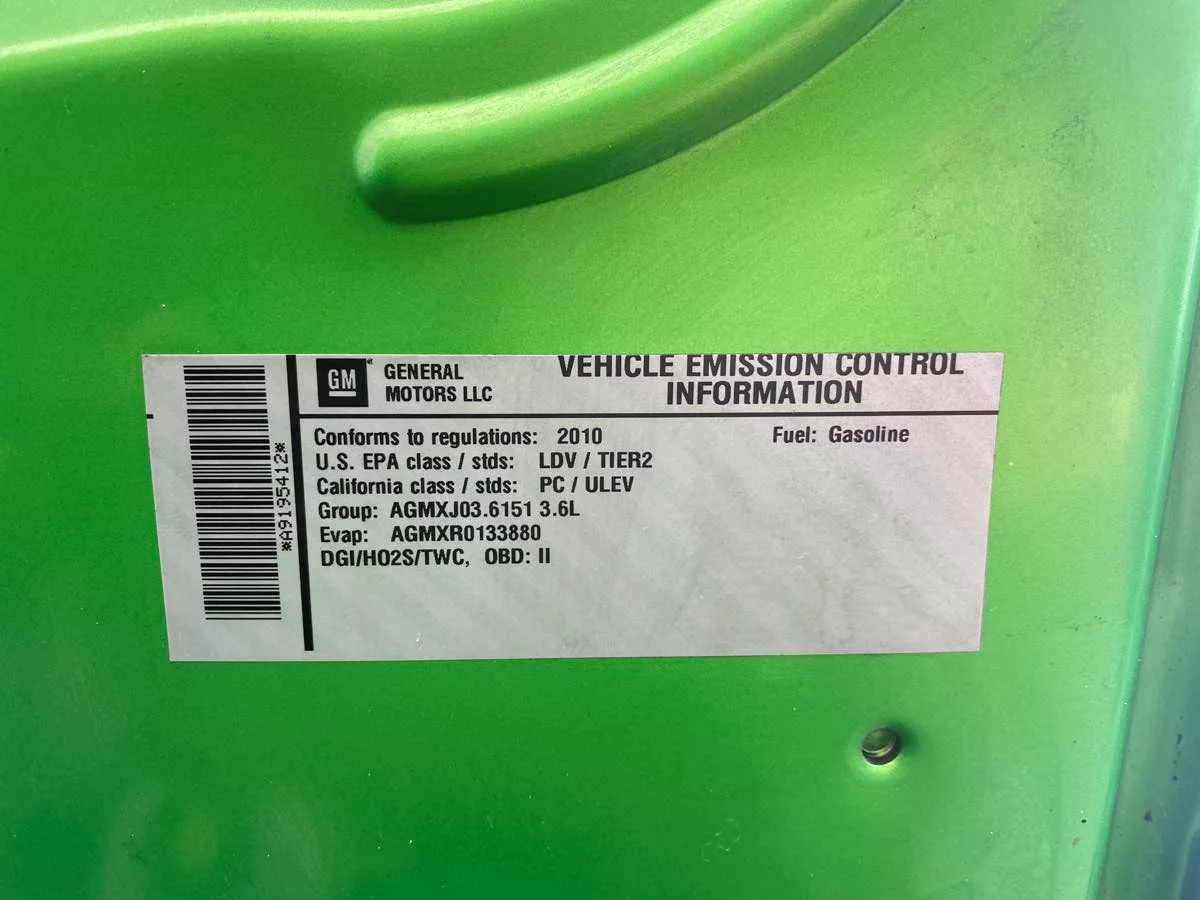 GM
GENERAL
MOTORS LLC
VEHICLE EMISSION CONTROL
INFORMATION
Conforms to regulations: 2010
Fuel: Gasoline
U.S. EPA class / stds: LDV / TIER2
California class / stds: PC / ULEV
Group: AGMXJ03.6151 3.6L
Evap: AGMXR0133880
DGI/HO2S/TWC, OBD: II
*A9195412*